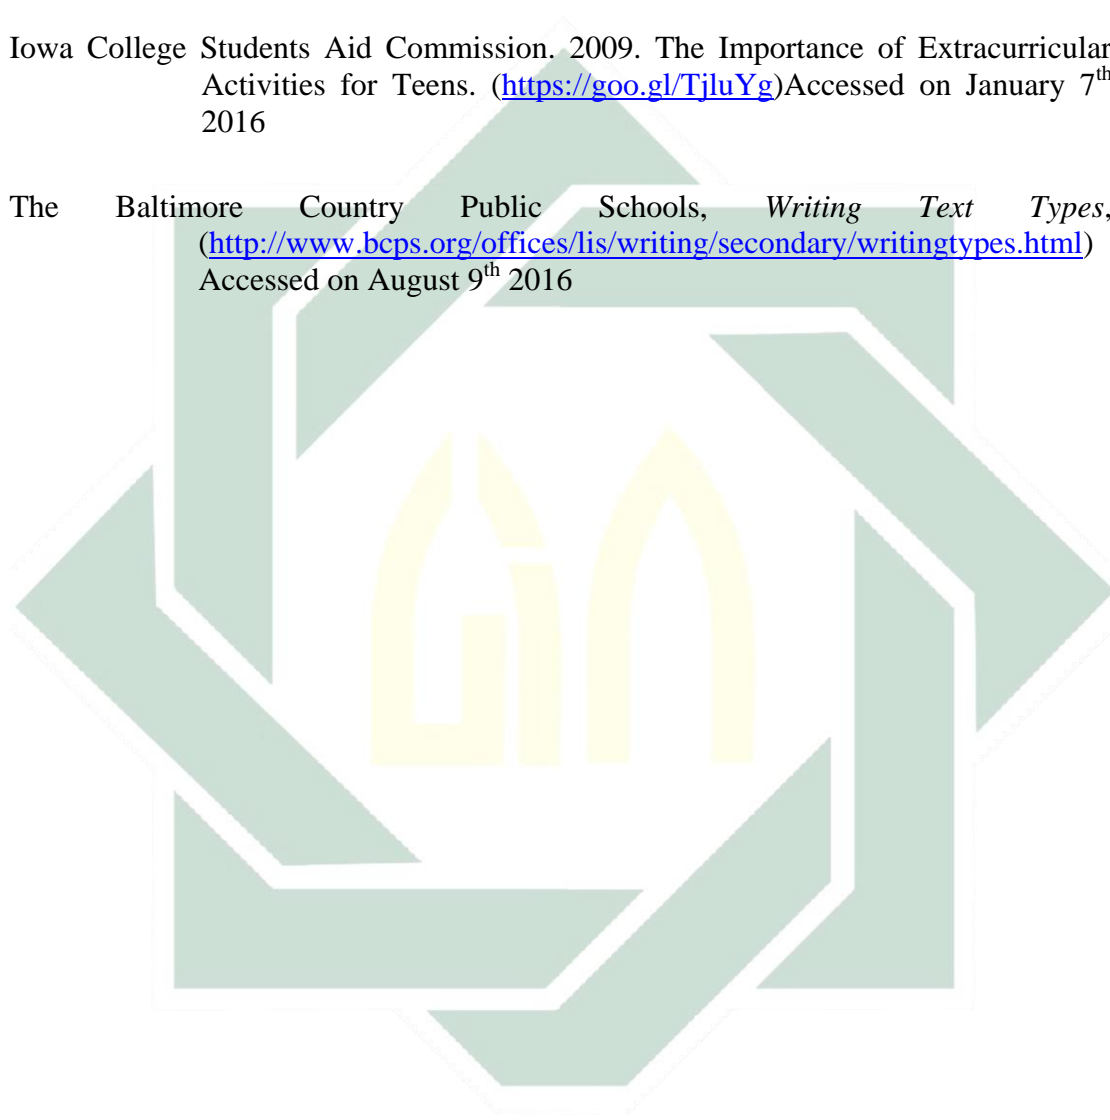 Iowa College Students Aid Commission. 2009. The Importance of Extracurricular
Activities for Teens. (https://goo.gl/TjluYg)Accessed on January 7th
2016
The Baltimore Country Public Schools, Writing Text Types,
(http://www.bcps.org/offices/lis/writing/secondary/writingtypes.html)
Accessed on August 9th 2016